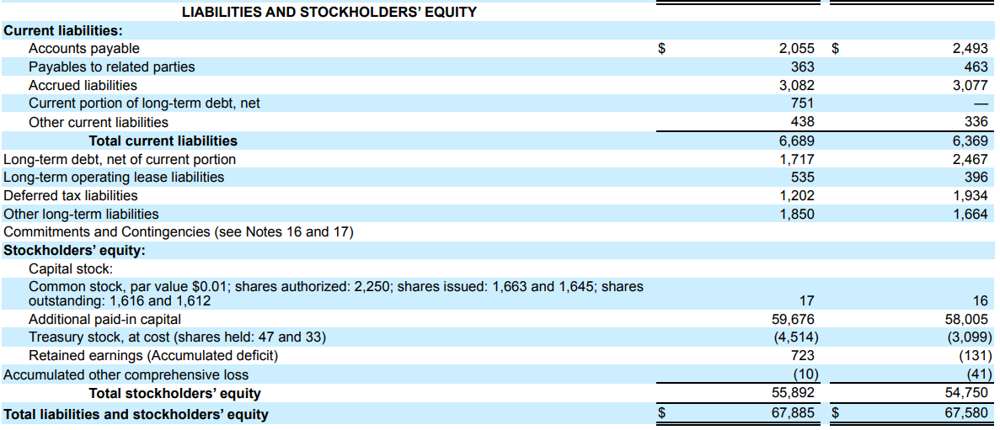 LIABILITIES AND STOCKHOLDERS’ EQUITY
Current liabilities:
Accounts payable $ 2,055 $ 2,493
Payables to related parties 363 463
Accrued liabilities 3,082 3,077
Current portion of long-term debt, net 751 —
Other current liabilities 438 336
Total current liabilities 6,689 6,369
Long-term debt, net of current portion 1,717 2,467
Long-term operating lease liabilities 535 396
Deferred tax liabilities 1,202 1,934
Other long-term liabilities 1,850 1,664
Commitments and Contingencies (see Notes 16 and 17)
Stockholders’ equity:
Capital stock:
Common stock, par value $0.01; shares authorized: 2,250; shares issued: 1,663 and 1,645; shares
outstanding: 1,616 and 1,612 17 16
Additional paid-in capital 59,676 58,005
Treasury stock, at cost (shares held: 47 and 33) (4,514) (3,099)
Retained earnings (Accumulated deficit) 723 (131)
Accumulated other comprehensive loss (10) (41)
Total stockholders’ equity 55,892 54,750
Total liabilities and stockholders’ equity $ 67,885 $ 67,580